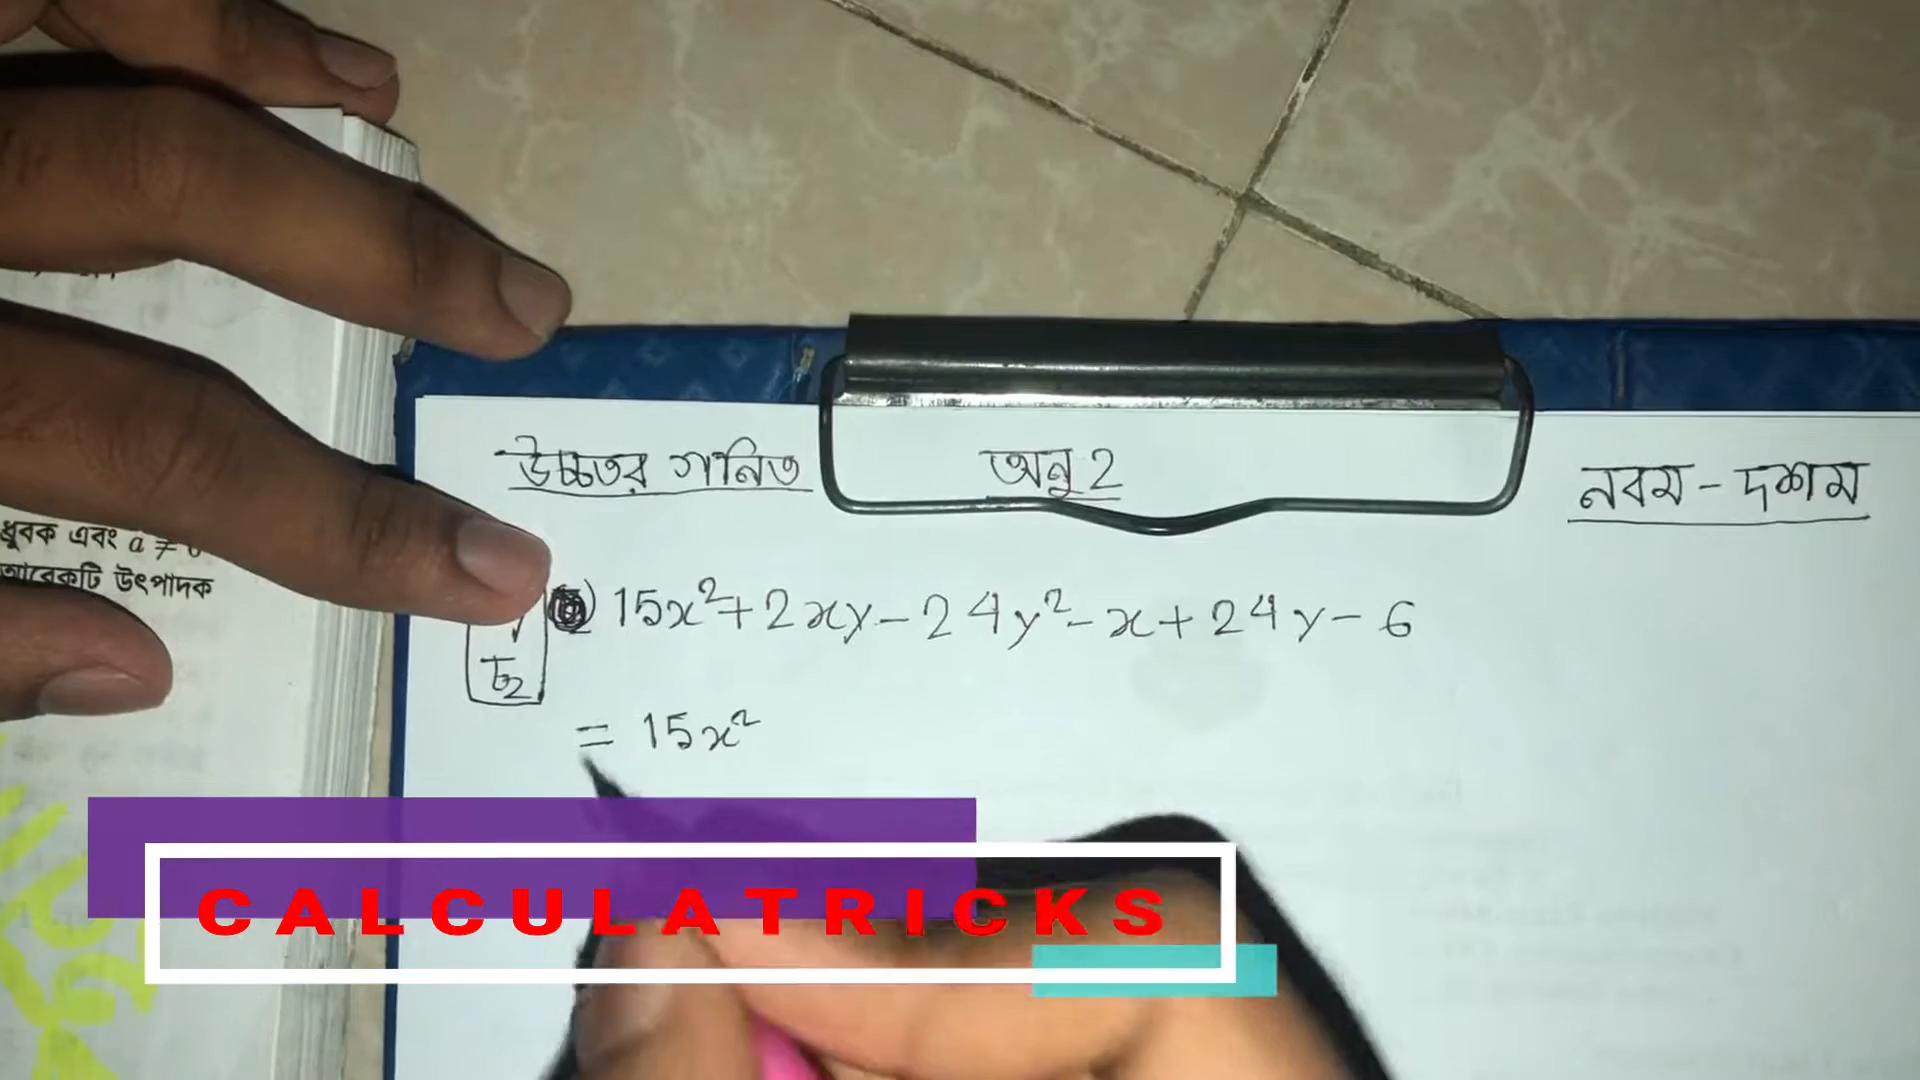 উচ্চতর গনিত
অনু 2
নবম - দশম
ধ্রুবক এবং a ≠ 0
আরেকটি উৎপাদক
15x² + 2xy - 24y² - x + 24y - 6
= 15x²
CALCULATRICKS